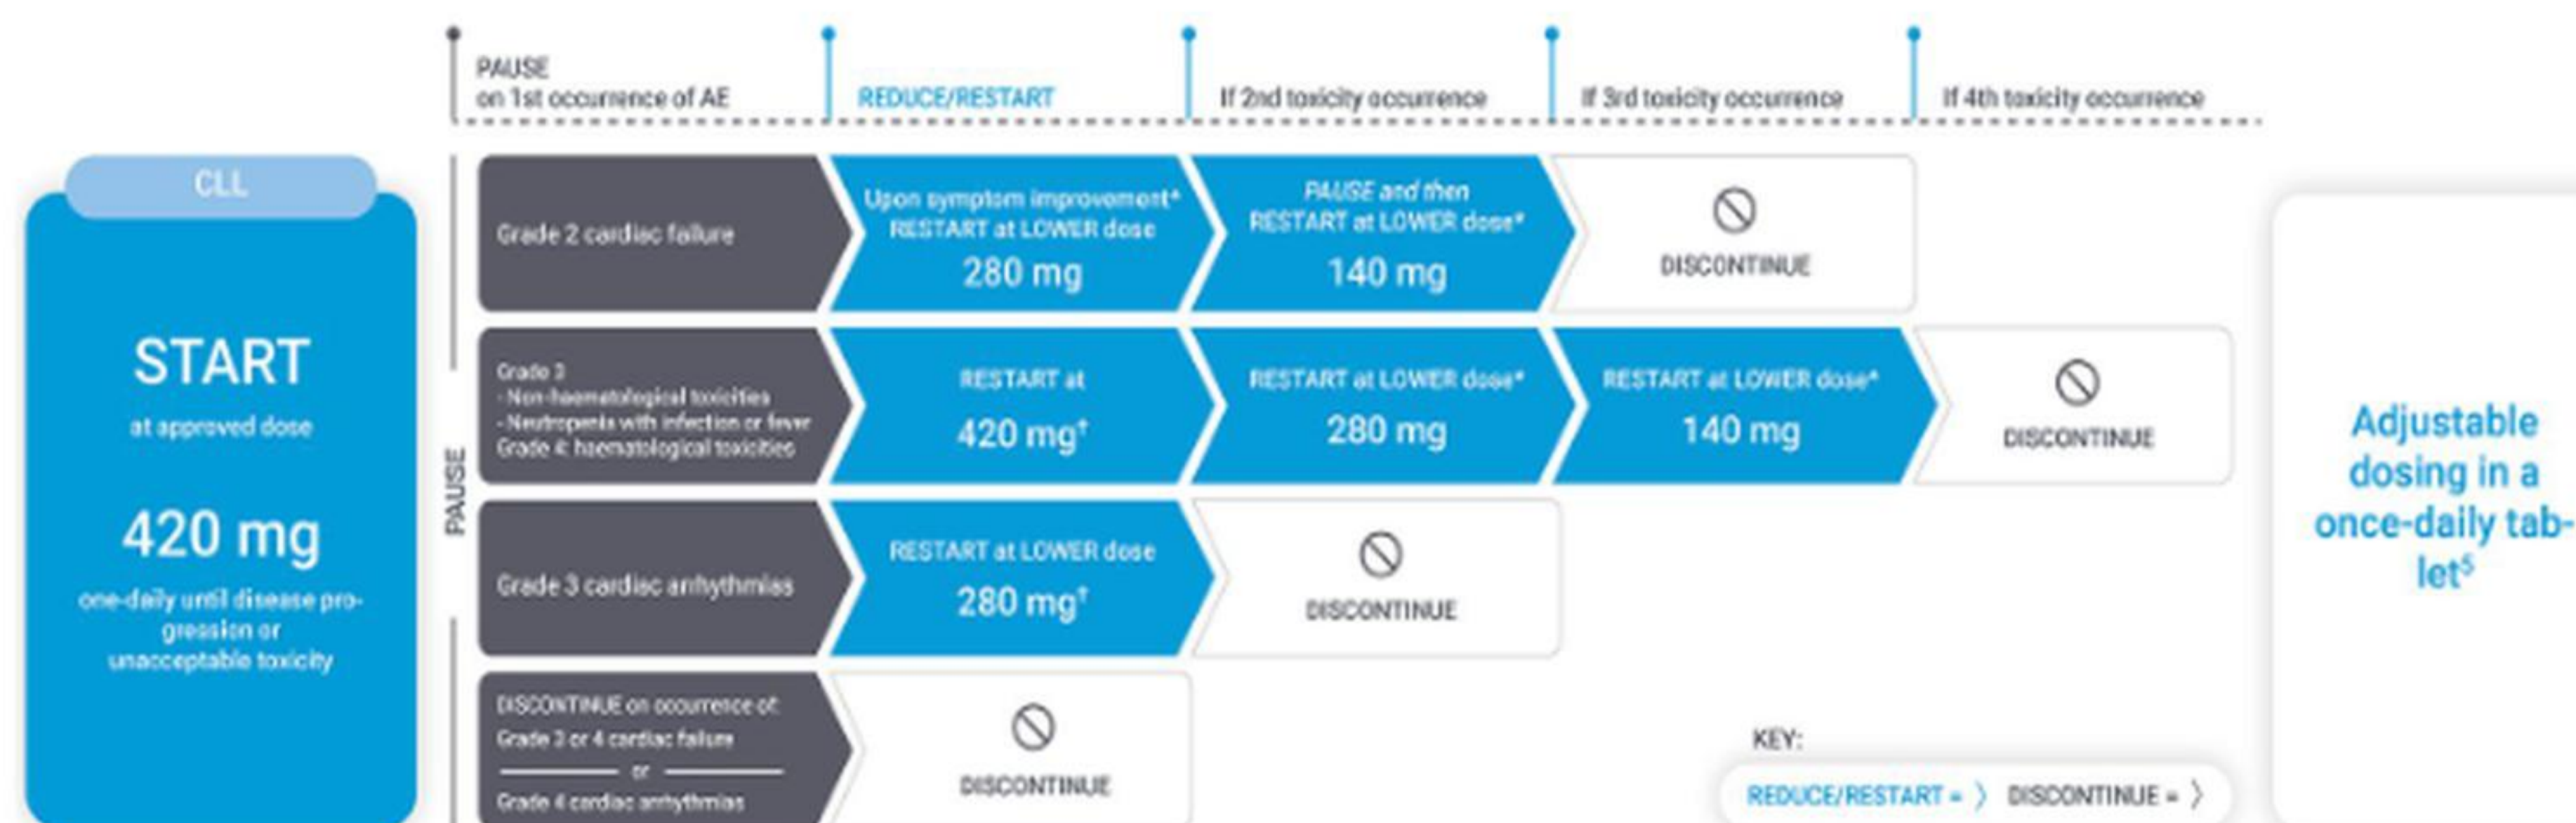 PAUSE
on 1st occurrence of AE
REDUCE/RESTART
If 2nd toxicity occurrence
If 3rd toxicity occurrence
If 4th toxicity occurrence
CLL
START
at approved dose
420 mg
one-daily until disease pro-
gression or
unacceptable toxicity
PAUSE
Grade 2 cardiac failure
Upon symptom improvement*
RESTART at LOWER dose
280 mg
PAUSE and then
RESTART at LOWER dose*
140 mg
DISCONTINUE
Grade 3
- Non-haematological toxicities
- Neutropenia with infection or fever
Grade 4: haematological toxicities
RESTART at
420 mg†
RESTART at LOWER dose*
280 mg
RESTART at LOWER dose*
140 mg
DISCONTINUE
Grade 3 cardiac arrhythmias
RESTART at LOWER dose
280 mg†
DISCONTINUE
DISCONTINUE on occurrence of:
Grade 3 or 4 cardiac failure
or
Grade 4 cardiac arrhythmias
DISCONTINUE
KEY:
REDUCE/RESTART = 〉 DISCONTINUE = 〉
Adjustable
dosing in a
once-daily tab-
let⁵